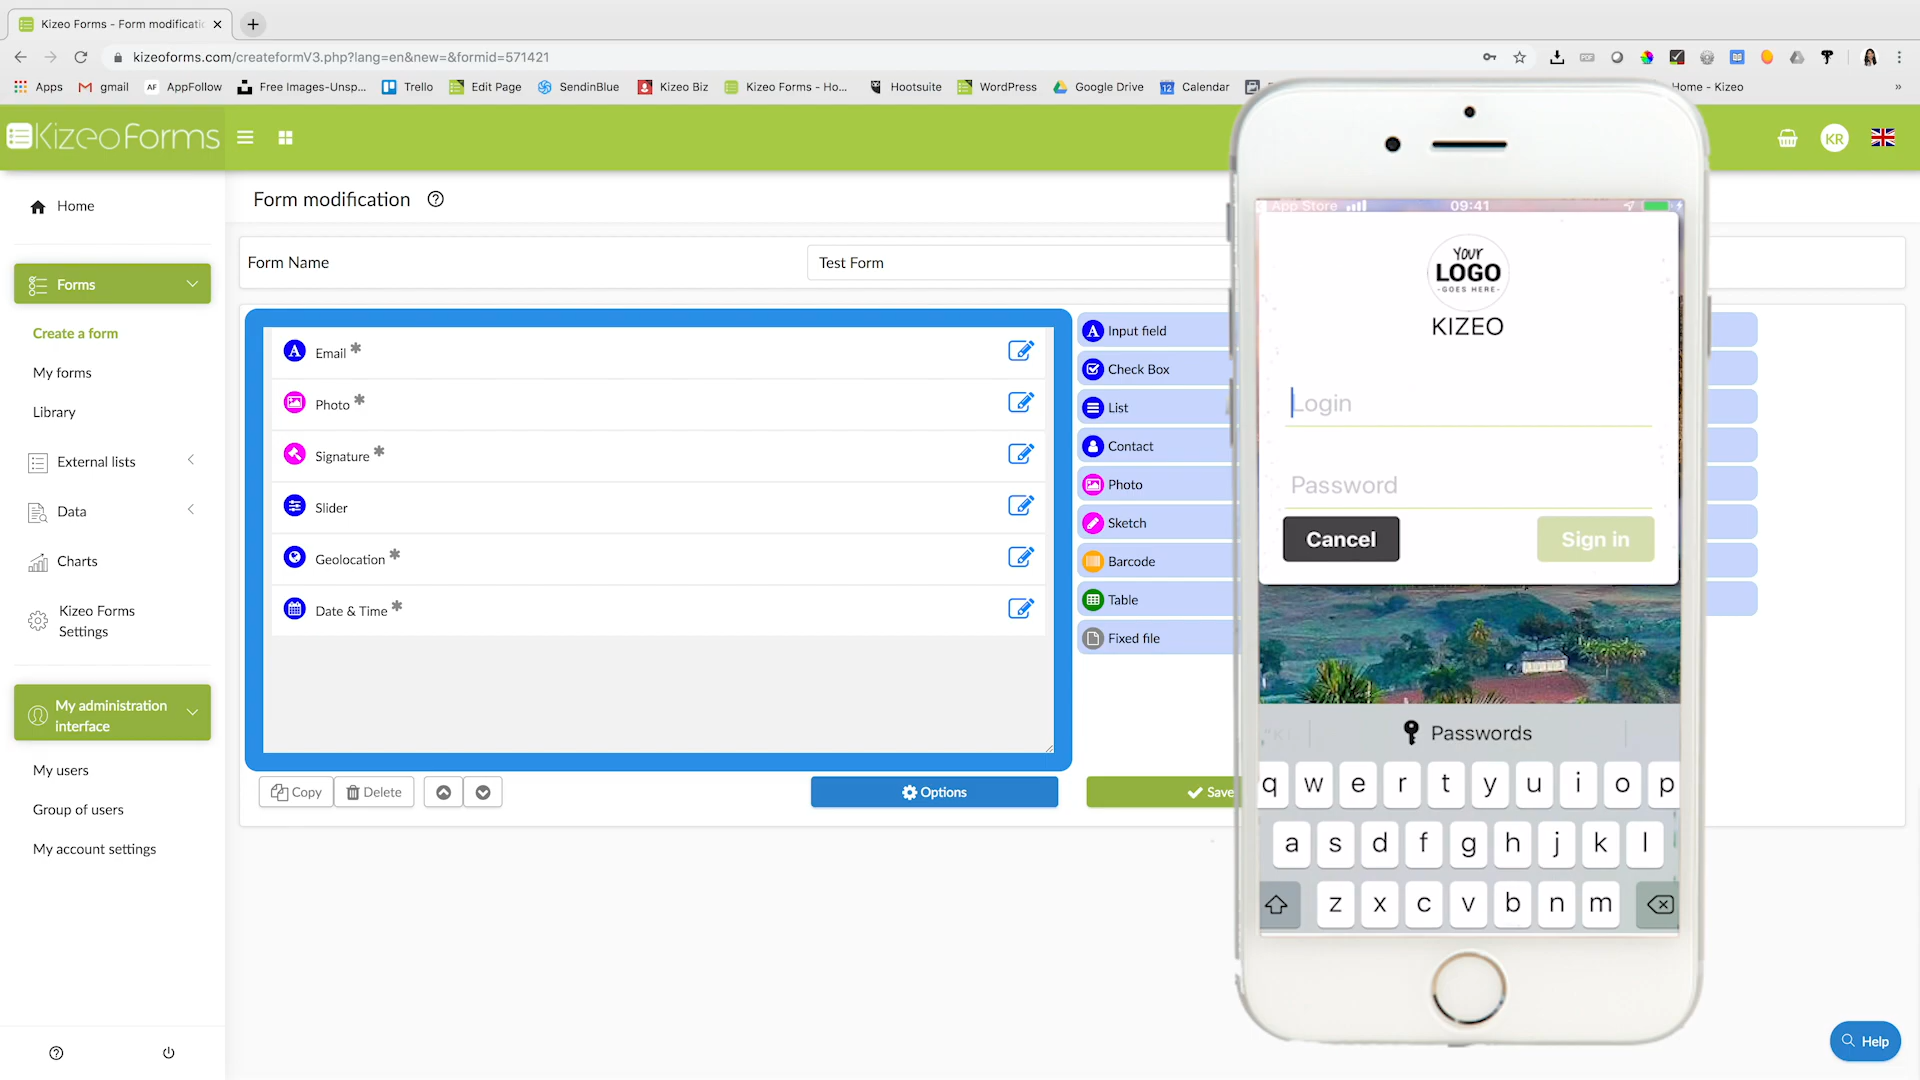 Kizeo Forms - Form modificatio
kizeoforms.com/createformV3.php?lang=en&new=&formid=571421
Apps
gmail
AF AppFollow
Free Images-Unsp...
Trello
Edit Page
SendinBlue
Kizeo Biz
Kizeo Forms - Ho...
Hootsuite
WordPress
Google Drive
12 Calendar
Home - Kizeo
»
KizeoForms
KR
Home
Forms
Create a form
My forms
Library
External lists
Data
Charts
Kizeo Forms
Settings
My administration
interface
My users
Group of users
My account settings
Form modification
Form Name
Test Form
Email *
Photo *
Signature *
Slider
Geolocation *
Date & Time *
Copy
Delete
Options
Save
Input field
Check Box
List
Contact
Photo
Sketch
Barcode
Table
Fixed file
App Store
09:41
YOUR
LOGO
-GOES HERE-
KIZEO
Login
Password
Cancel
Sign in
Passwords
q w e r t y u i o p
a s d f g h j k l
z x c v b n m
Help